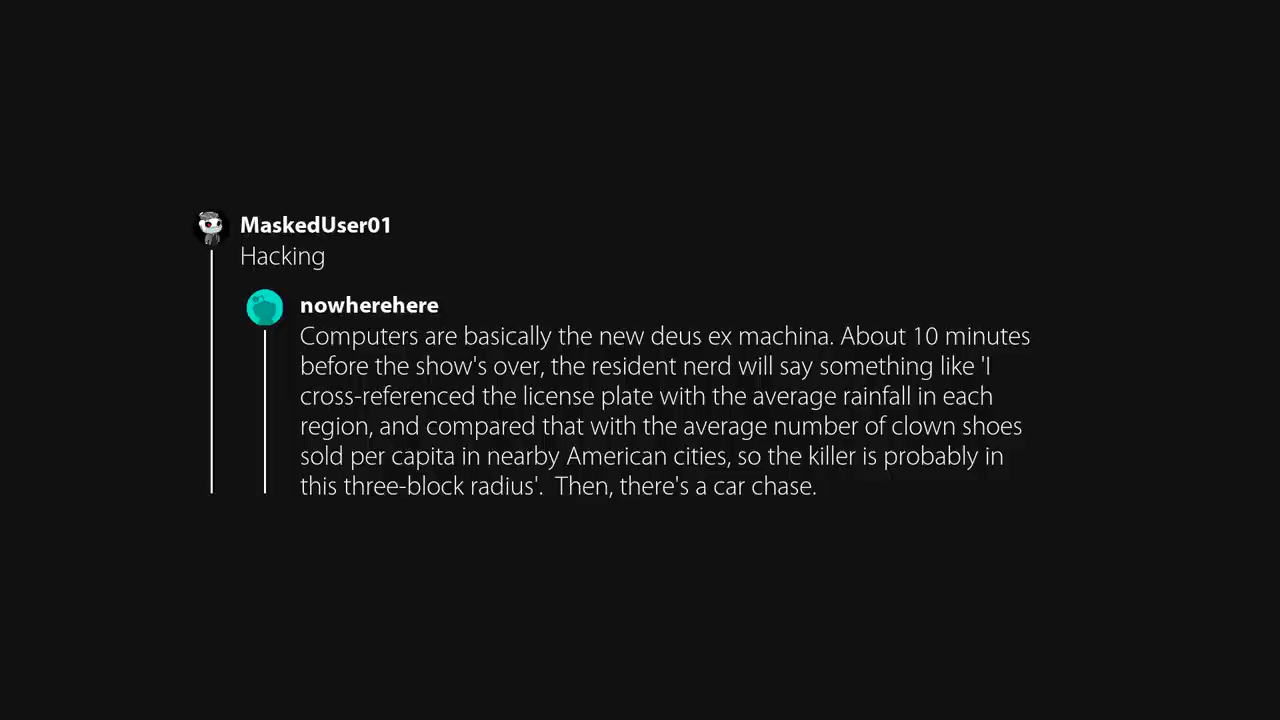 MaskedUser01
Hacking
nowherehere
Computers are basically the new deus ex machina. About 10 minutes
before the show's over, the resident nerd will say something like 'I
cross-referenced the license plate with the average rainfall in each
region, and compared that with the average number of clown shoes
sold per capita in nearby American cities, so the killer is probably in
this three-block radius'.  Then, there's a car chase.